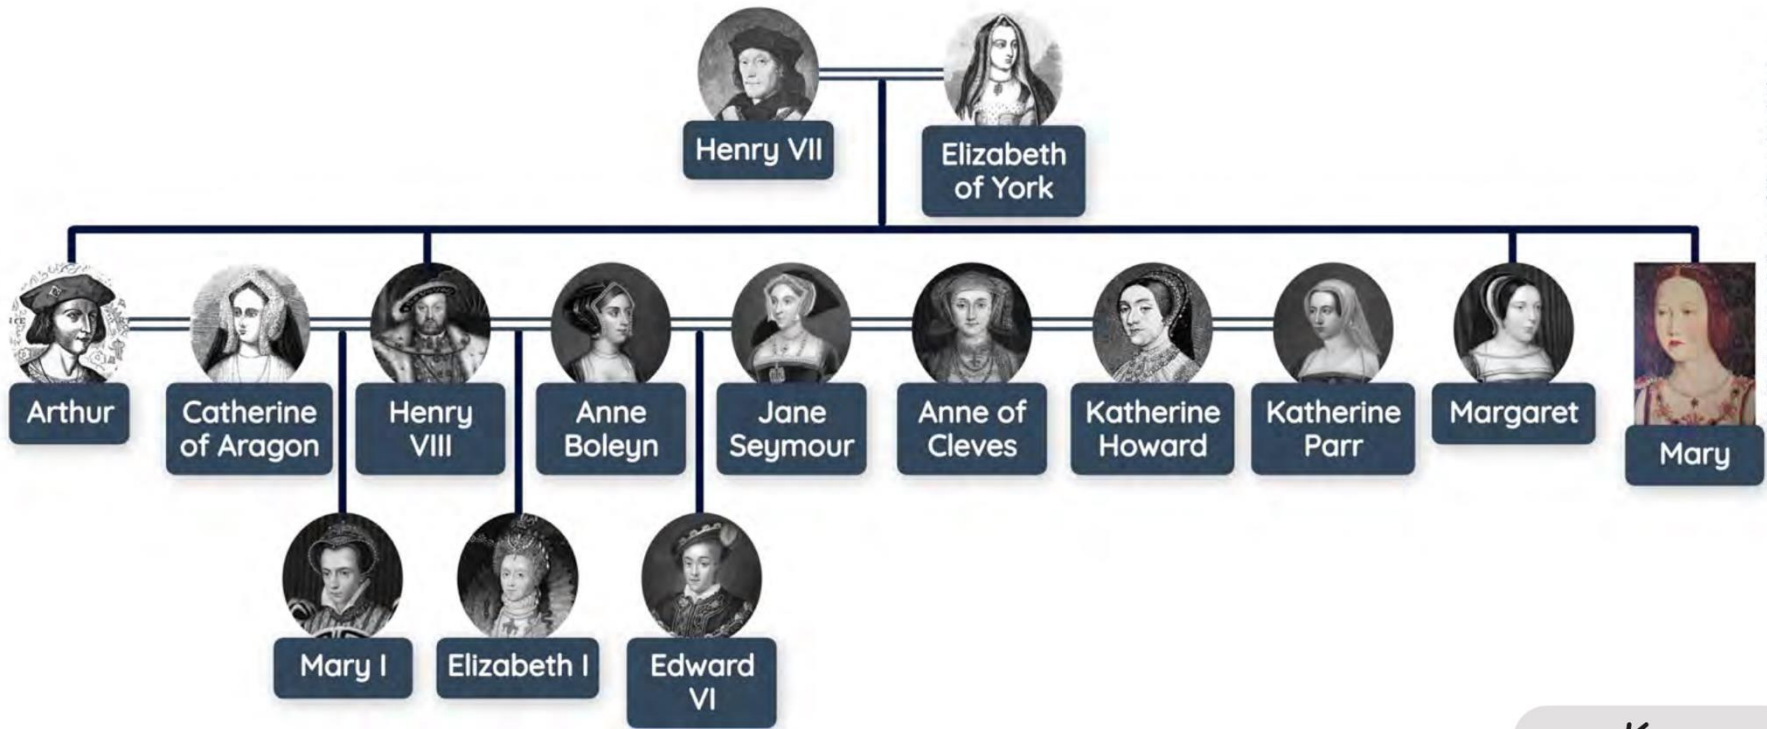 Henry VII
Elizabeth
of York
Arthur
Catherine
of Aragon
Henry
VIII
Anne
Boleyn
Jane
Seymour
Anne of
Cleves
Katherine
Howard
Katherine
Parr
Margaret
Mary
Mary I
Elizabeth I
Edward
VI